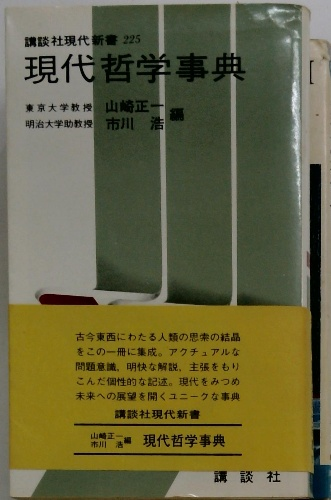 講談社現代新書 225
現代哲学事典
東京大学教授 山崎正一
明治大学助教授 市川 浩
編
古今東西にわたる人類の思索の結晶
をこの一冊に集成。アクチュアルな
問題意識、明快な解説、主張をもり
こんだ個性的な記述。現代をみつめ
未来への展望を開くユニークな事典
講談社現代新書
山崎正一
市川 浩
編 現代哲学事典
講談社